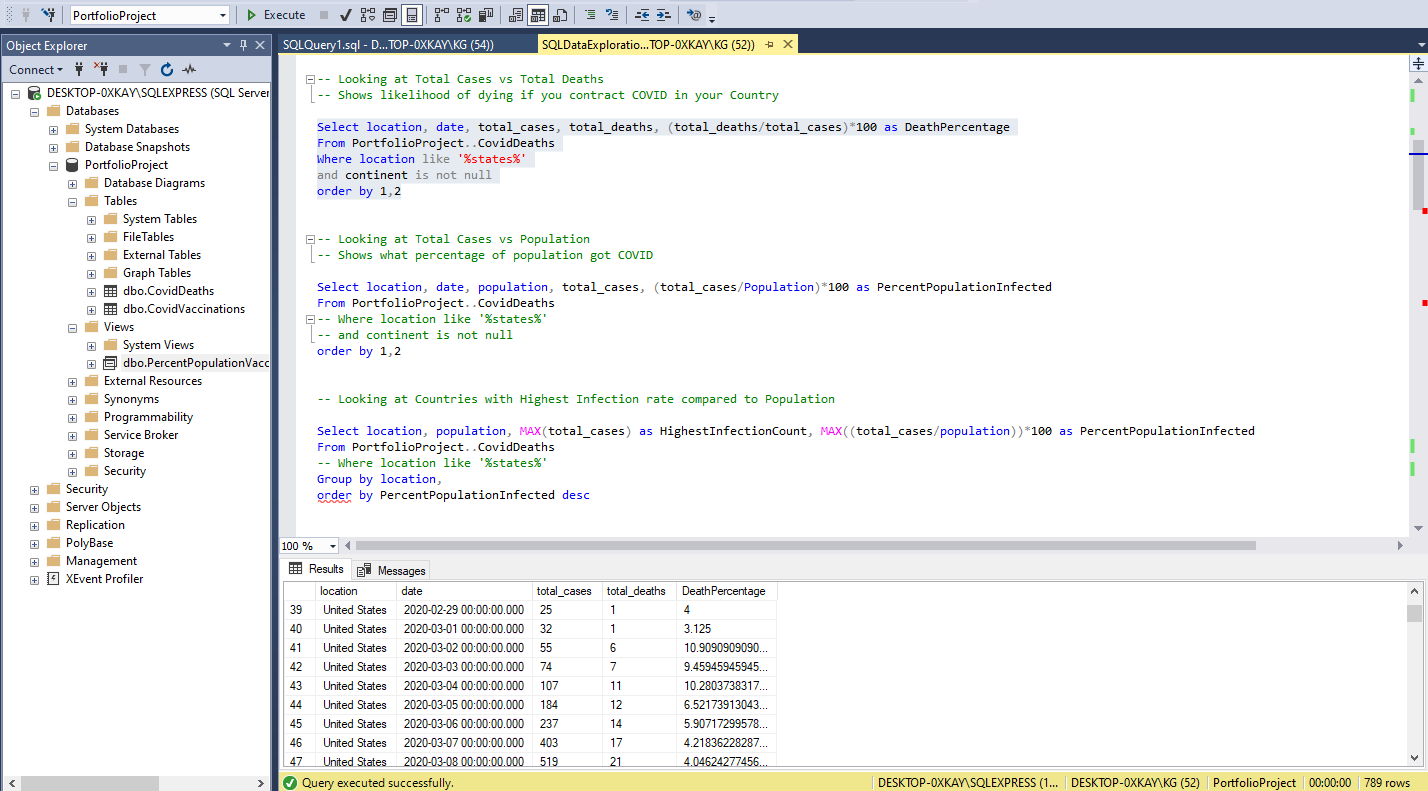 PortfolioProject
Execute
Object Explorer
Connect
DESKTOP-0XKAY\SQLEXPRESS (SQL Server
Databases
System Databases
Database Snapshots
PortfolioProject
Database Diagrams
Tables
System Tables
FileTables
External Tables
Graph Tables
dbo.CovidDeaths
dbo.CovidVaccinations
Views
System Views
dbo.PercentPopulationVacc
External Resources
Synonyms
Programmability
Service Broker
Storage
Security
Security
Server Objects
Replication
PolyBase
Management
XEvent Profiler
SQLQuery1.sql - D...TOP-0XKAY\KG (54))
SQLDataExploratio...TOP-0XKAY\KG (52))
-- Looking at Total Cases vs Total Deaths
-- Shows likelihood of dying if you contract COVID in your Country
Select location, date, total_cases, total_deaths, (total_deaths/total_cases)*100 as DeathPercentage
From PortfolioProject..CovidDeaths
Where location like '%states%'
and continent is not null
order by 1,2
-- Looking at Total Cases vs Population
-- Shows what percentage of population got COVID
Select location, date, population, total_cases, (total_cases/Population)*100 as PercentPopulationInfected
From PortfolioProject..CovidDeaths
-- Where location like '%states%'
-- and continent is not null
order by 1,2
-- Looking at Countries with Highest Infection rate compared to Population
Select location, population, MAX(total_cases) as HighestInfectionCount, MAX((total_cases/population))*100 as PercentPopulationInfected
From PortfolioProject..CovidDeaths
-- Where location like '%states%'
Group by location,
order by PercentPopulationInfected desc
100 %
Results Messages
location date total_cases total_deaths DeathPercentage
39 United States 2020-02-29 00:00:00.000 25 1 4
40 United States 2020-03-01 00:00:00.000 32 1 3.125
41 United States 2020-03-02 00:00:00.000 55 6 10.9090909090...
42 United States 2020-03-03 00:00:00.000 74 7 9.45945945945...
43 United States 2020-03-04 00:00:00.000 107 11 10.2803738317...
44 United States 2020-03-05 00:00:00.000 184 12 6.52173913043...
45 United States 2020-03-06 00:00:00.000 237 14 5.90717299578...
46 United States 2020-03-07 00:00:00.000 403 17 4.21836228287...
47 United States 2020-03-08 00:00:00.000 519 21 4.04624277456...
Query executed successfully.
DESKTOP-0XKAY\SQLEXPRESS (1... DESKTOP-0XKAY\KG (52) PortfolioProject 00:00:00 789 rows